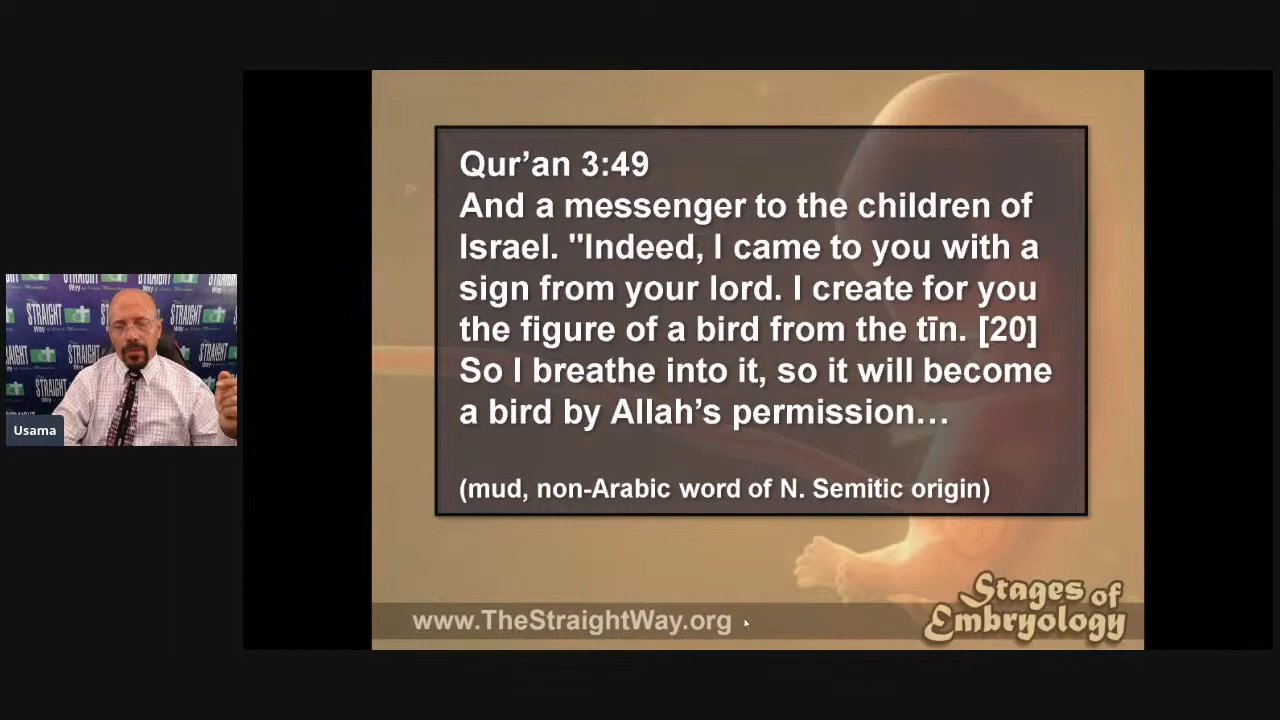 Qur’an 3:49
And a messenger to the children of
Israel. "Indeed, I came to you with a
sign from your lord. I create for you
the figure of a bird from the tīn. [20]
So I breathe into it, so it will become
a bird by Allah’s permission…
(mud, non-Arabic word of N. Semitic origin)
www.TheStraightWay.org
Stages of
Embryology
STRAIGHT
Usama